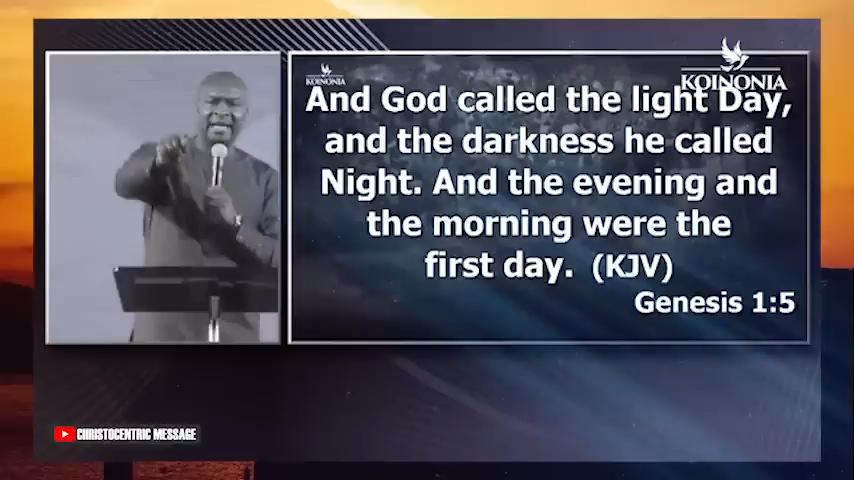 KOINONIA
KOINONIA
And God called the light Day,
and the darkness he called
Night. And the evening and
the morning were the
first day. (KJV)
Genesis 1:5
CHRISTOCENTRIC MESSAGE